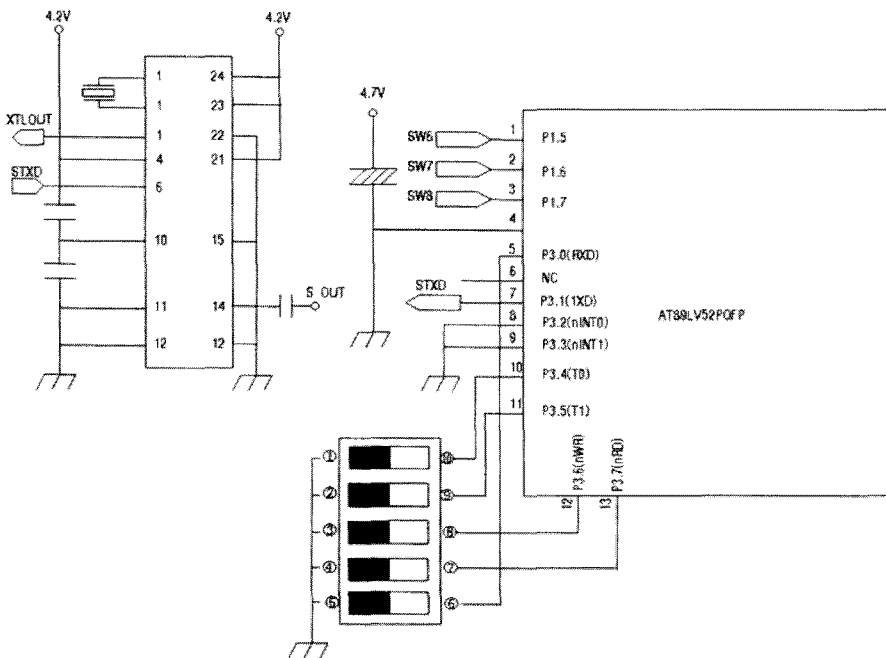 4.2V
4.2V
1 24
1 23
XTLOUT
1 22
4 21
STXD
6
10 15
11 14
S_OUT
12 12
4.7V
SW6 1 P1.5
SW7 2 P1.6
SW8 3 P1.7
4
5 P3.0(RXD)
6 NC
STXD 7 P3.1(1XD)
8 P3.2(nINT0)
9 P3.3(nINT1)
10 P3.4(T0)
11 P3.5(T1)
AT89LV52PQFP
12 P3.6(nWR)
13 P3.7(nRD)
① ⑩
② ⑨
③ ⑧
④ ⑦
⑤ ⑥